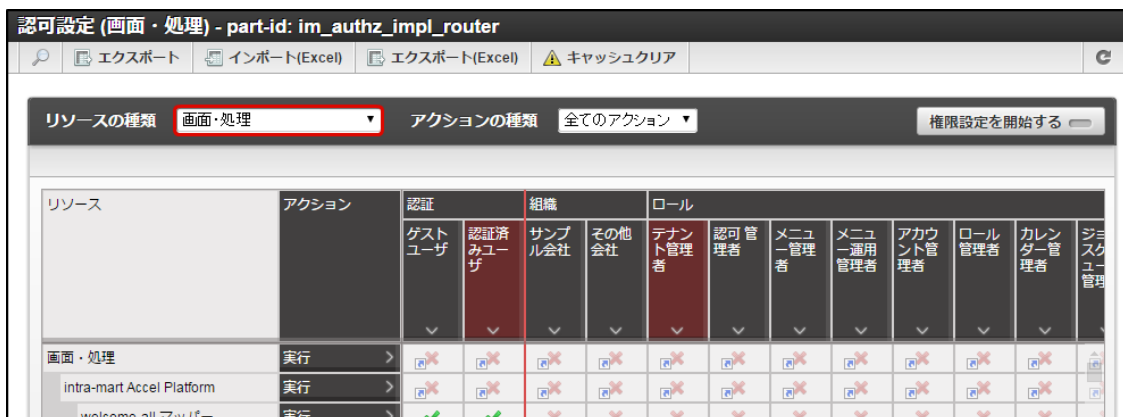 認可設定 (画面・処理) - part-id: im_authz_impl_router
エクスポート インポート(Excel) エクスポート(Excel) キャッシュクリア
リソースの種類 画面・処理 アクションの種類 全てのアクション 権限設定を開始する
リソース アクション 認証 組織 ロール
ゲスト
ユーザ
認証済
みユー
ザ
サンプ
ル会社
その他
会社
テナン
ト管理
者
認可 管
理者
メニュ
ー管理
者
メニュ
ー運用
管理者
アカウ
ント管
理者
ロール
管理者
カレン
ダー管
理者
画面・処理 実行
intra-mart Accel Platform 実行
welcome-all マッパー 実行